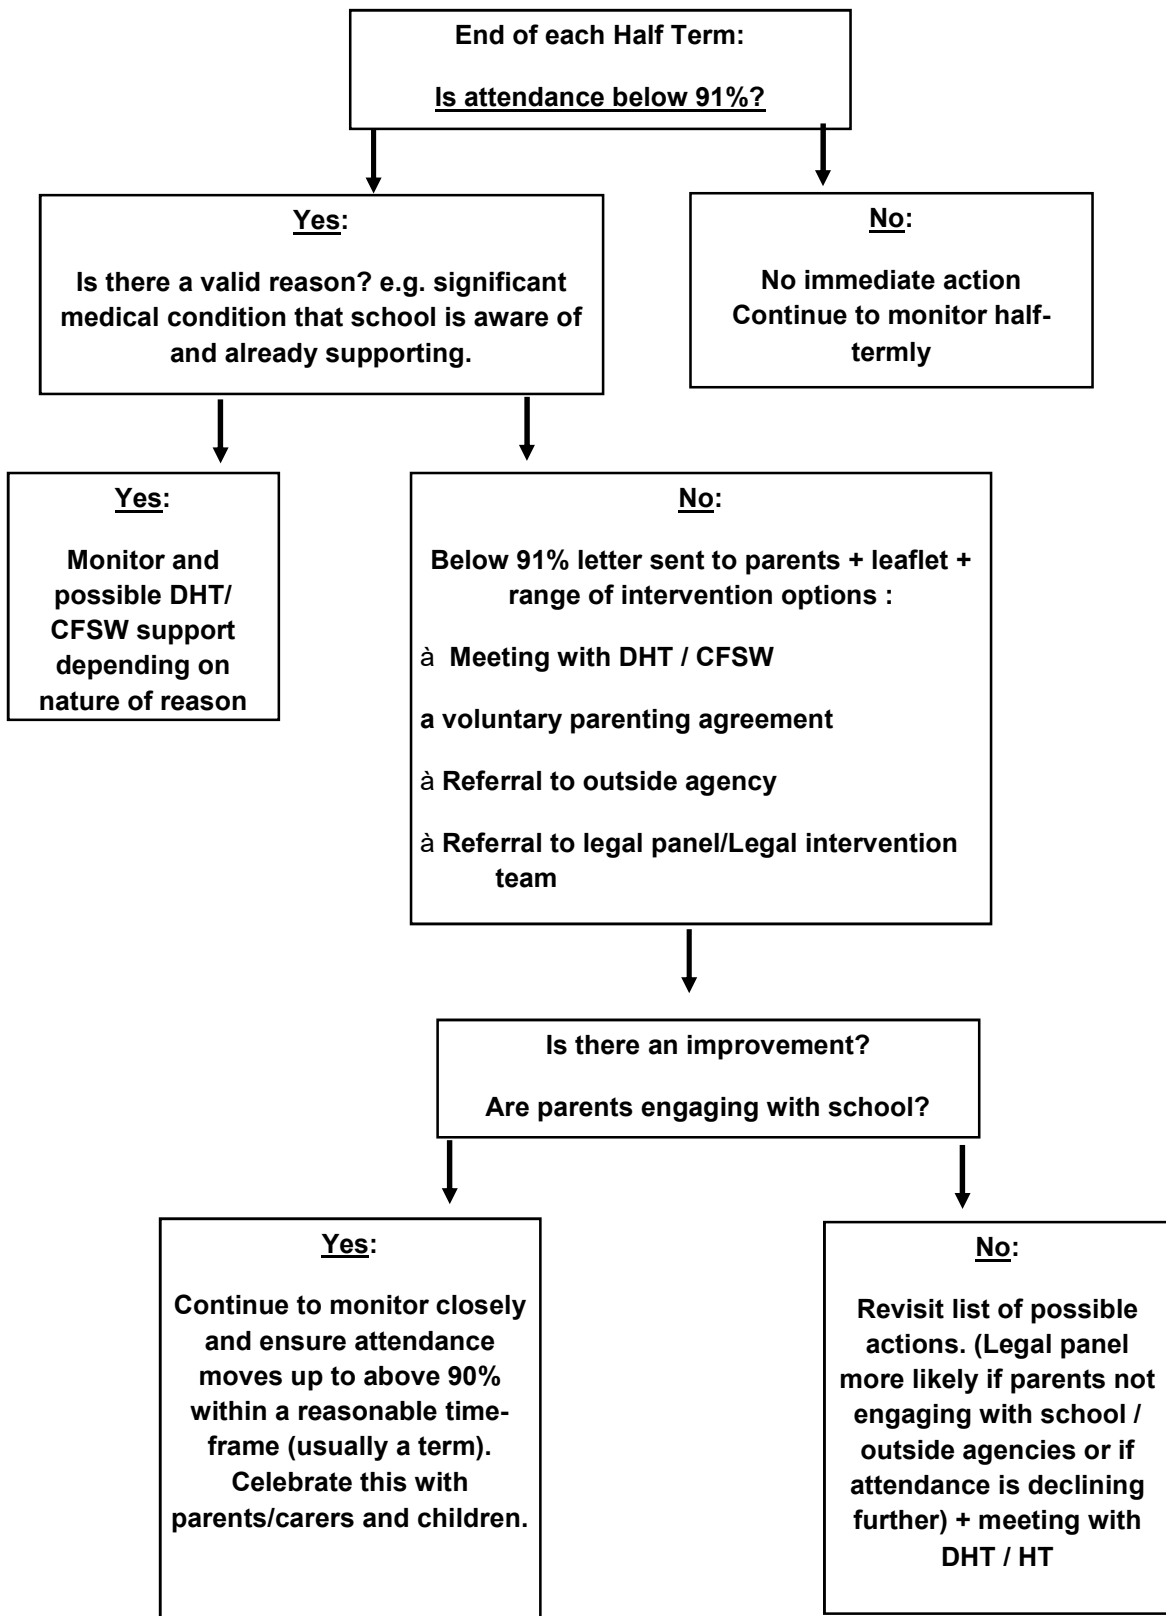 End of each Half Term:
Is attendance below 91%?
Yes:
Is there a valid reason? e.g. significant
medical condition that school is aware of
and already supporting.
No:
No immediate action
Continue to monitor half-
termly
Yes:
Monitor and
possible DHT/
CFSW support
depending on
nature of reason
No:
Below 91% letter sent to parents + leaflet +
range of intervention options :
à Meeting with DHT / CFSW
a voluntary parenting agreement
à Referral to outside agency
à Referral to legal panel/Legal intervention
team
Is there an improvement?
Are parents engaging with school?
Yes:
Continue to monitor closely
and ensure attendance
moves up to above 90%
within a reasonable time-
frame (usually a term).
Celebrate this with
parents/carers and children.
No:
Revisit list of possible
actions. (Legal panel
more likely if parents not
engaging with school /
outside agencies or if
attendance is declining
further) + meeting with
DHT / HT